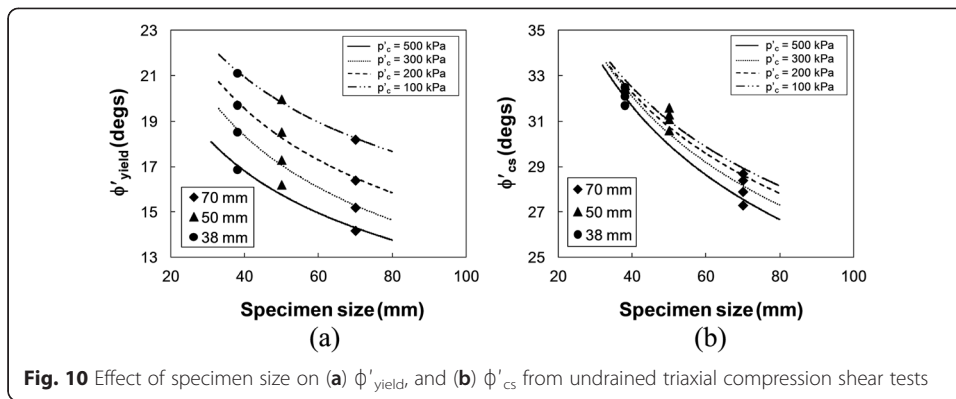 23
21
19
17
15
13
φ'yield (degs)
p'c = 500 kPa
p'c = 300 kPa
p'c = 200 kPa
p'c = 100 kPa
70 mm
50 mm
38 mm
20 40 60 80 100
Specimen size (mm)
(a)
35
33
31
29
27
25
φ'cs (degs)
p'c = 500 kPa
p'c = 300 kPa
p'c = 200 kPa
p'c = 100 kPa
70 mm
50 mm
38 mm
20 40 60 80 100
Specimen size (mm)
(b)
Fig. 10 Effect of specimen size on (a) φ'yield, and (b) φ'cs from undrained triaxial compression shear tests